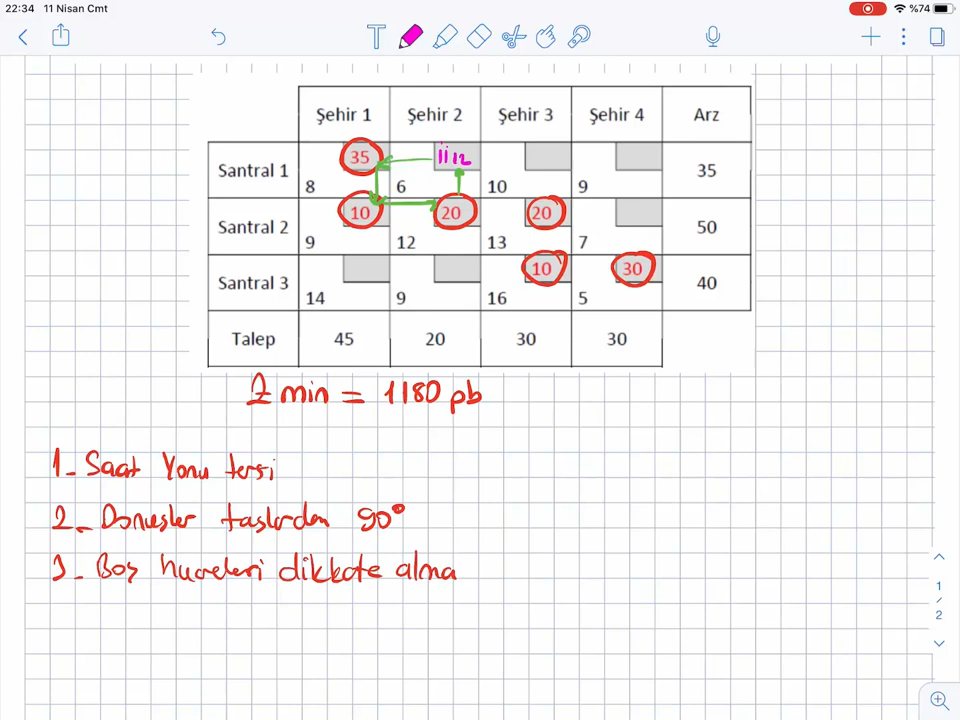 22:34 11 Nisan Cmt %74
Şehir 1 Şehir 2 Şehir 3 Şehir 4 Arz
Santral 1 35 8 İİ12 6 10 9 35
Santral 2 10 9 20 12 20 13 7 50
Santral 3 14 9 10 16 30 5 40
Talep 45 20 30 30
Z min = 1180 pb
1- Saat Yonu tersi
2- Donusler taslardan 90°
3- Boş hucreleri dikkate alma
1
/
2